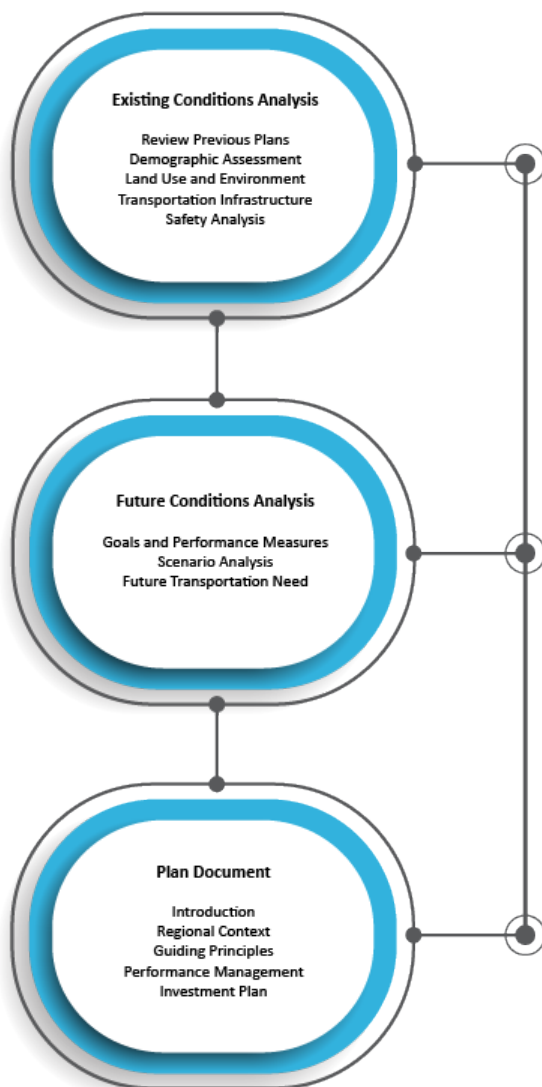 Existing Conditions Analysis
Review Previous Plans
Demographic Assessment
Land Use and Environment
Transportation Infrastructure
Safety Analysis
Future Conditions Analysis
Goals and Performance Measures
Scenario Analysis
Future Transportation Need
Plan Document
Introduction
Regional Context
Guiding Principles
Performance Management
Investment Plan